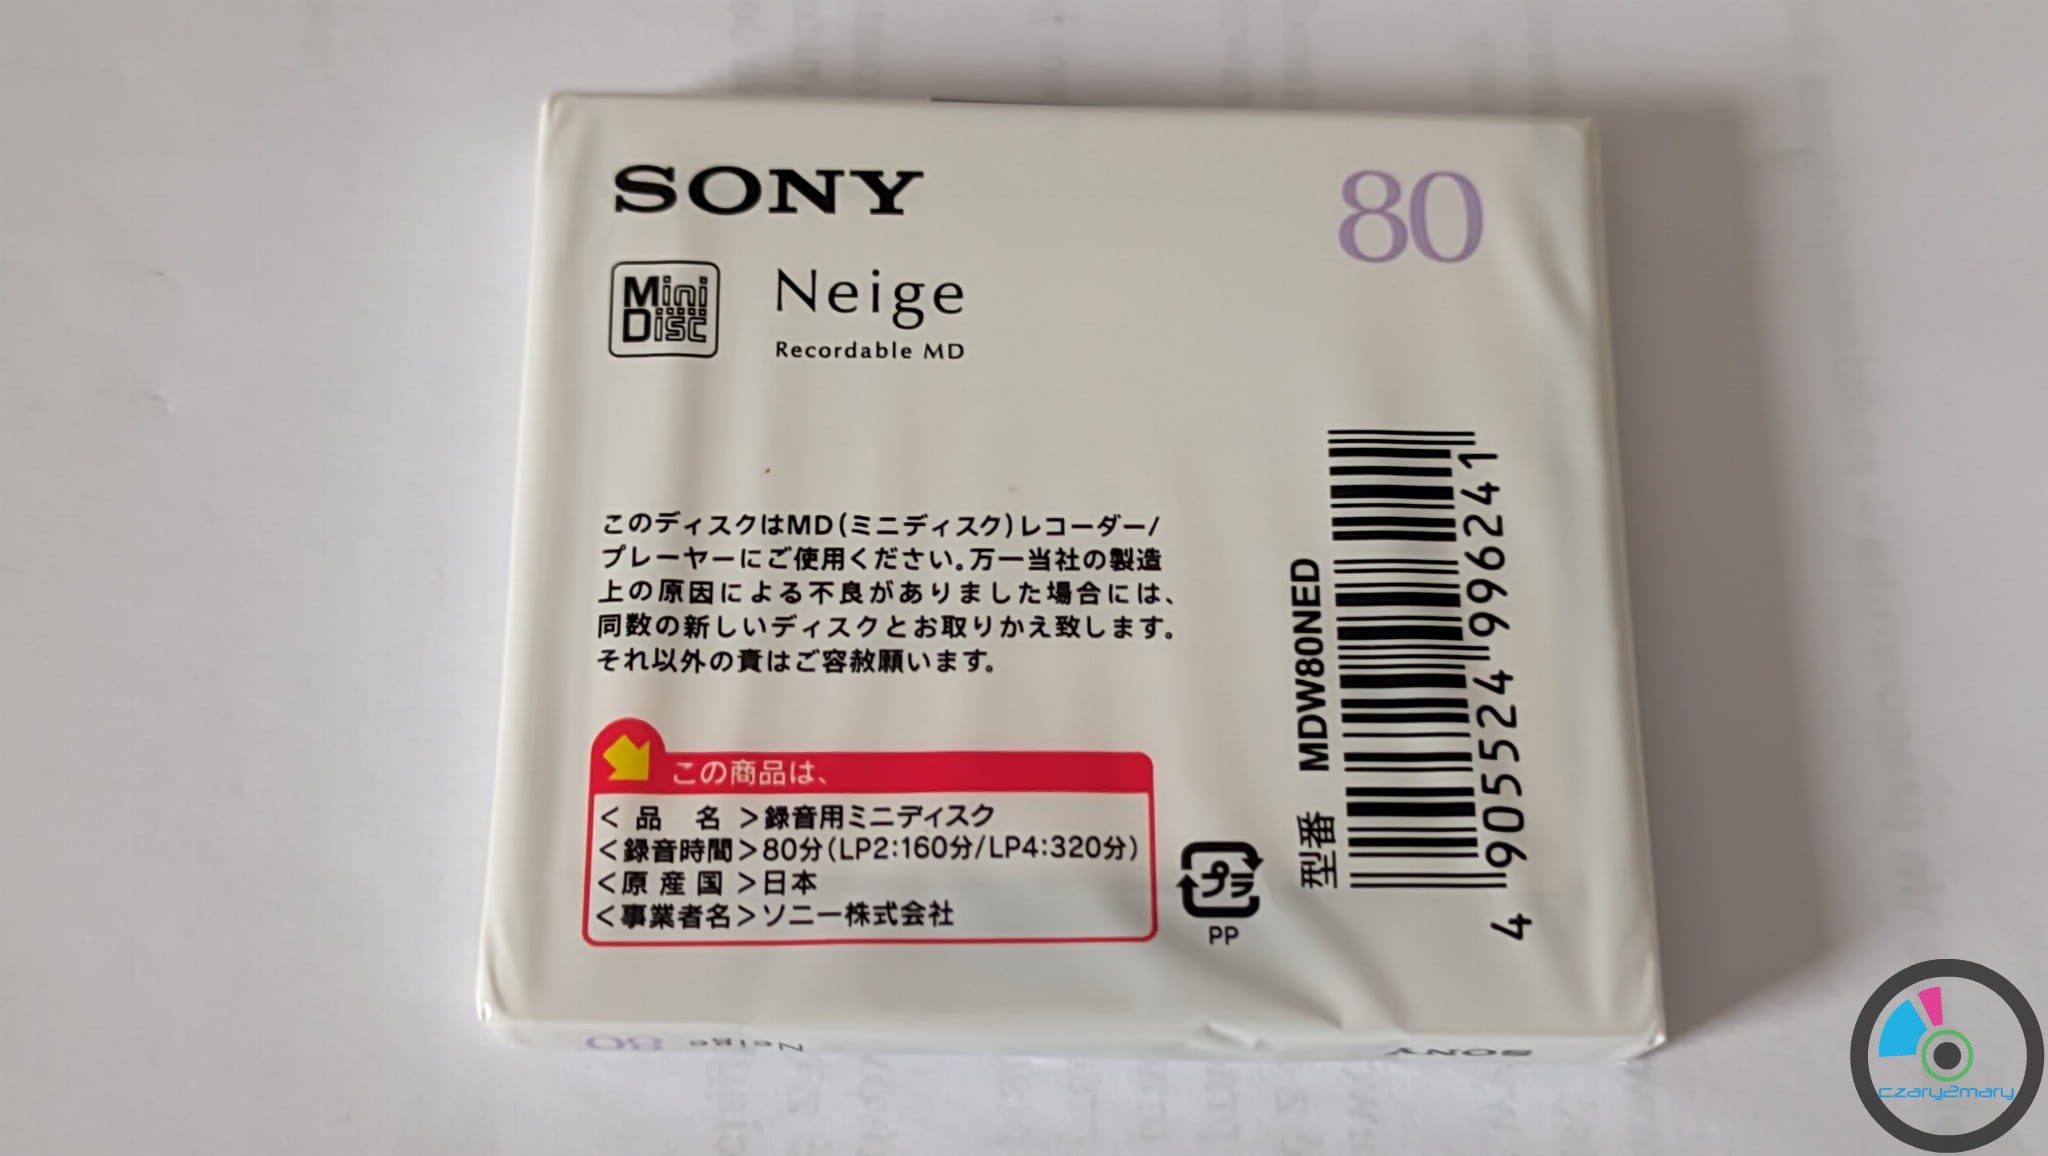 SONY
80
Mini
Disc
Neige
Recordable MD
このディスクはMD(ミニディスク)レコーダー/
プレーヤーにご使用ください。万一当社の製造
上の原因による不良がありました場合には、
同数の新しいディスクとお取りかえ致します。
それ以外の責はご容赦願います。
この商品は、
<品 名>録音用ミニディスク
<録音時間>80分(LP2:160分/LP4:320分)
<原産国>日本
<事業者名>ソニー株式会社
プラ
PP
型番 MDW80NED
4 905524 996241
80 Neige
SONY
czary2mary